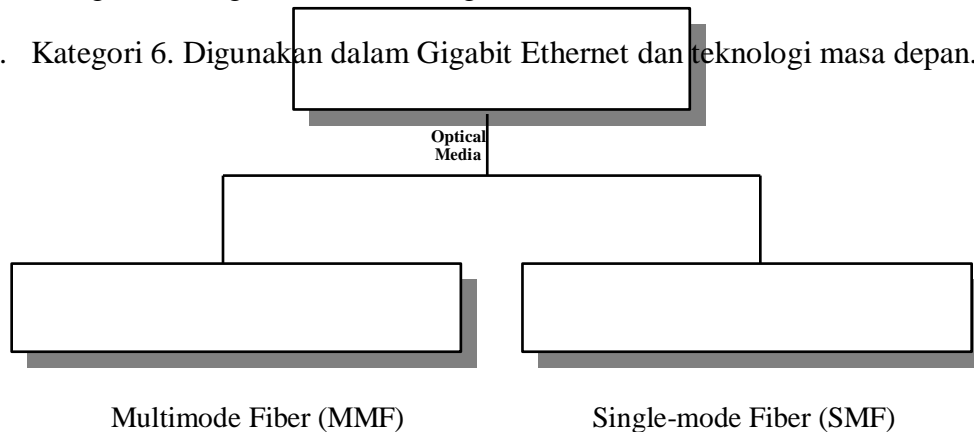 . Kategori 6. Digunakan dalam Gigabit Ethernet dan teknologi masa depan.
Optical
Media
Multimode Fiber (MMF)
Single-mode Fiber (SMF)